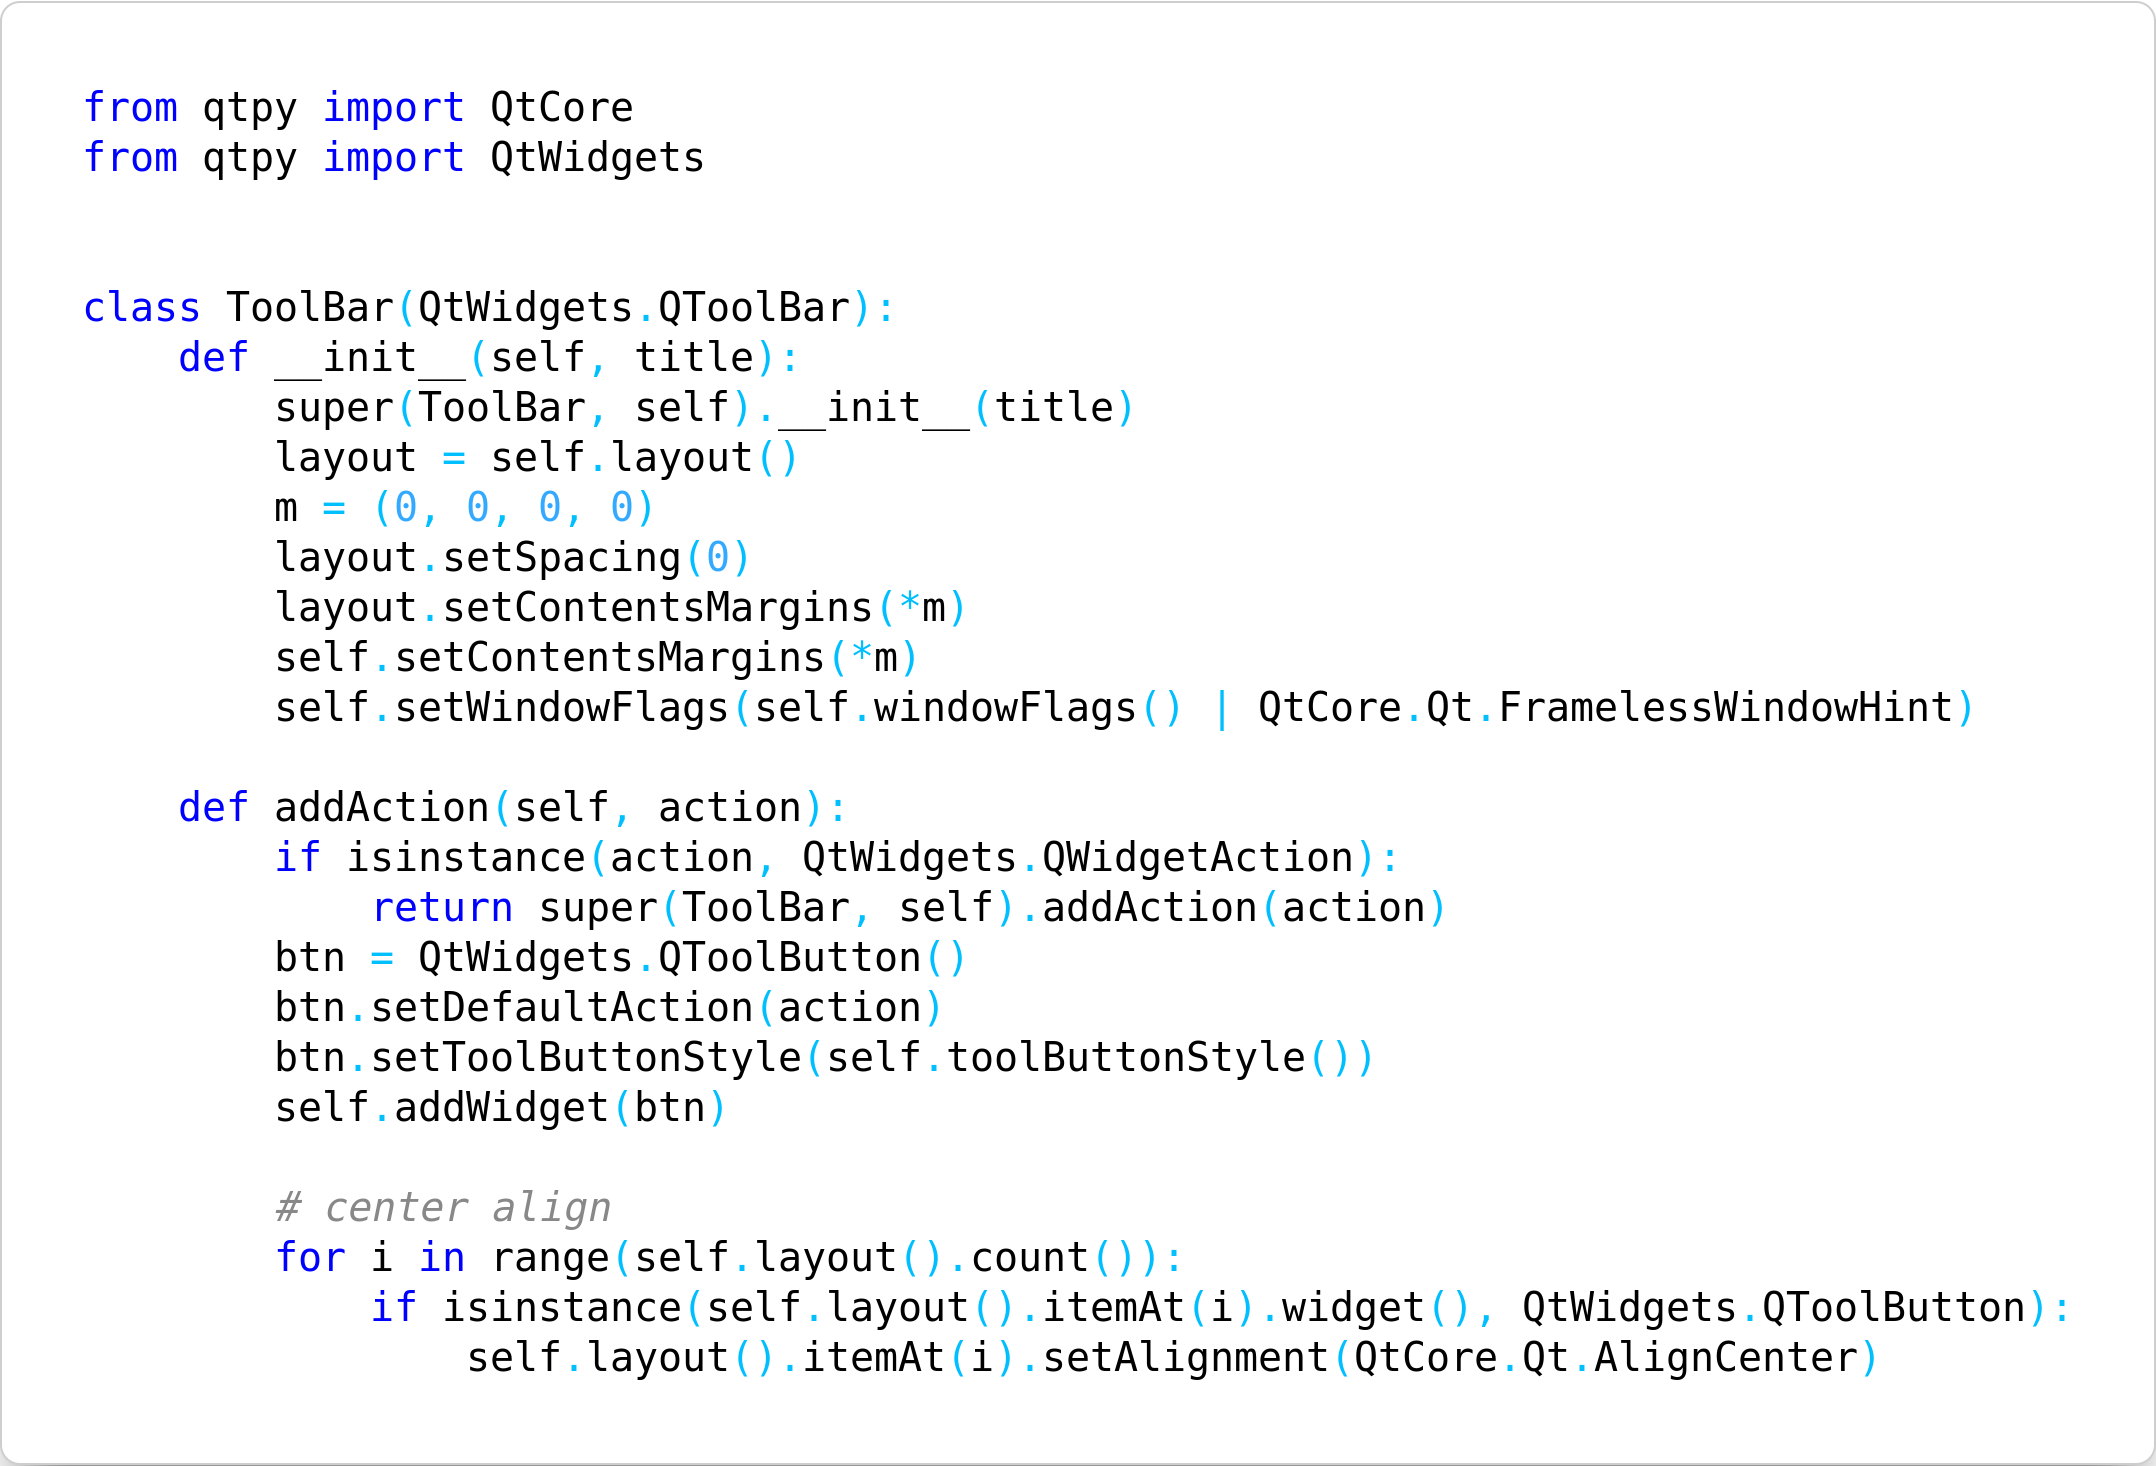 from qtpy import QtCore
from qtpy import QtWidgets


class ToolBar(QtWidgets.QToolBar):
    def __init__(self, title):
        super(ToolBar, self).__init__(title)
        layout = self.layout()
        m = (0, 0, 0, 0)
        layout.setSpacing(0)
        layout.setContentsMargins(*m)
        self.setContentsMargins(*m)
        self.setWindowFlags(self.windowFlags() | QtCore.Qt.FramelessWindowHint)

    def addAction(self, action):
        if isinstance(action, QtWidgets.QWidgetAction):
            return super(ToolBar, self).addAction(action)
        btn = QtWidgets.QToolButton()
        btn.setDefaultAction(action)
        btn.setToolButtonStyle(self.toolButtonStyle())
        self.addWidget(btn)

        # center align
        for i in range(self.layout().count()):
            if isinstance(self.layout().itemAt(i).widget(), QtWidgets.QToolButton):
                self.layout().itemAt(i).setAlignment(QtCore.Qt.AlignCenter)